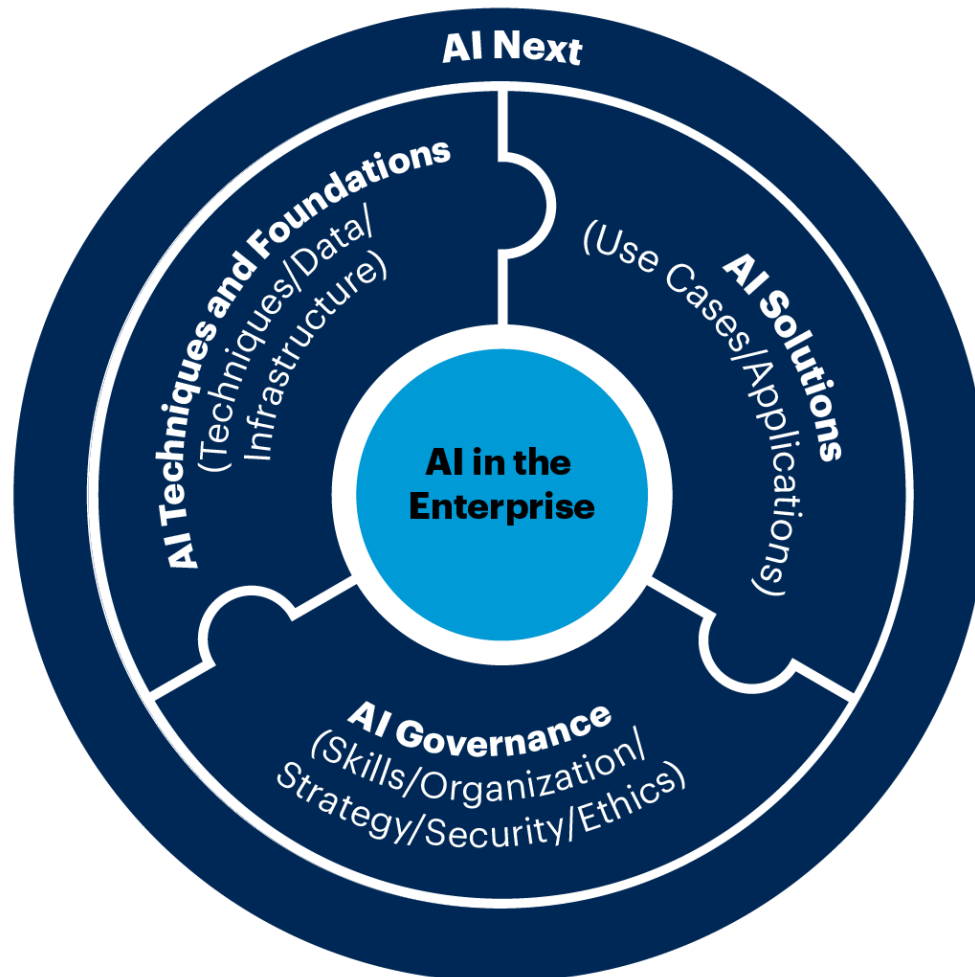 AI Next
AI Techniques and Foundations
(Techniques/Data/
Infrastructure)
AI Solutions
(Use Cases/Applications)
AI in the
Enterprise
AI Governance
(Skills/Organization/
Strategy/Security/Ethics)